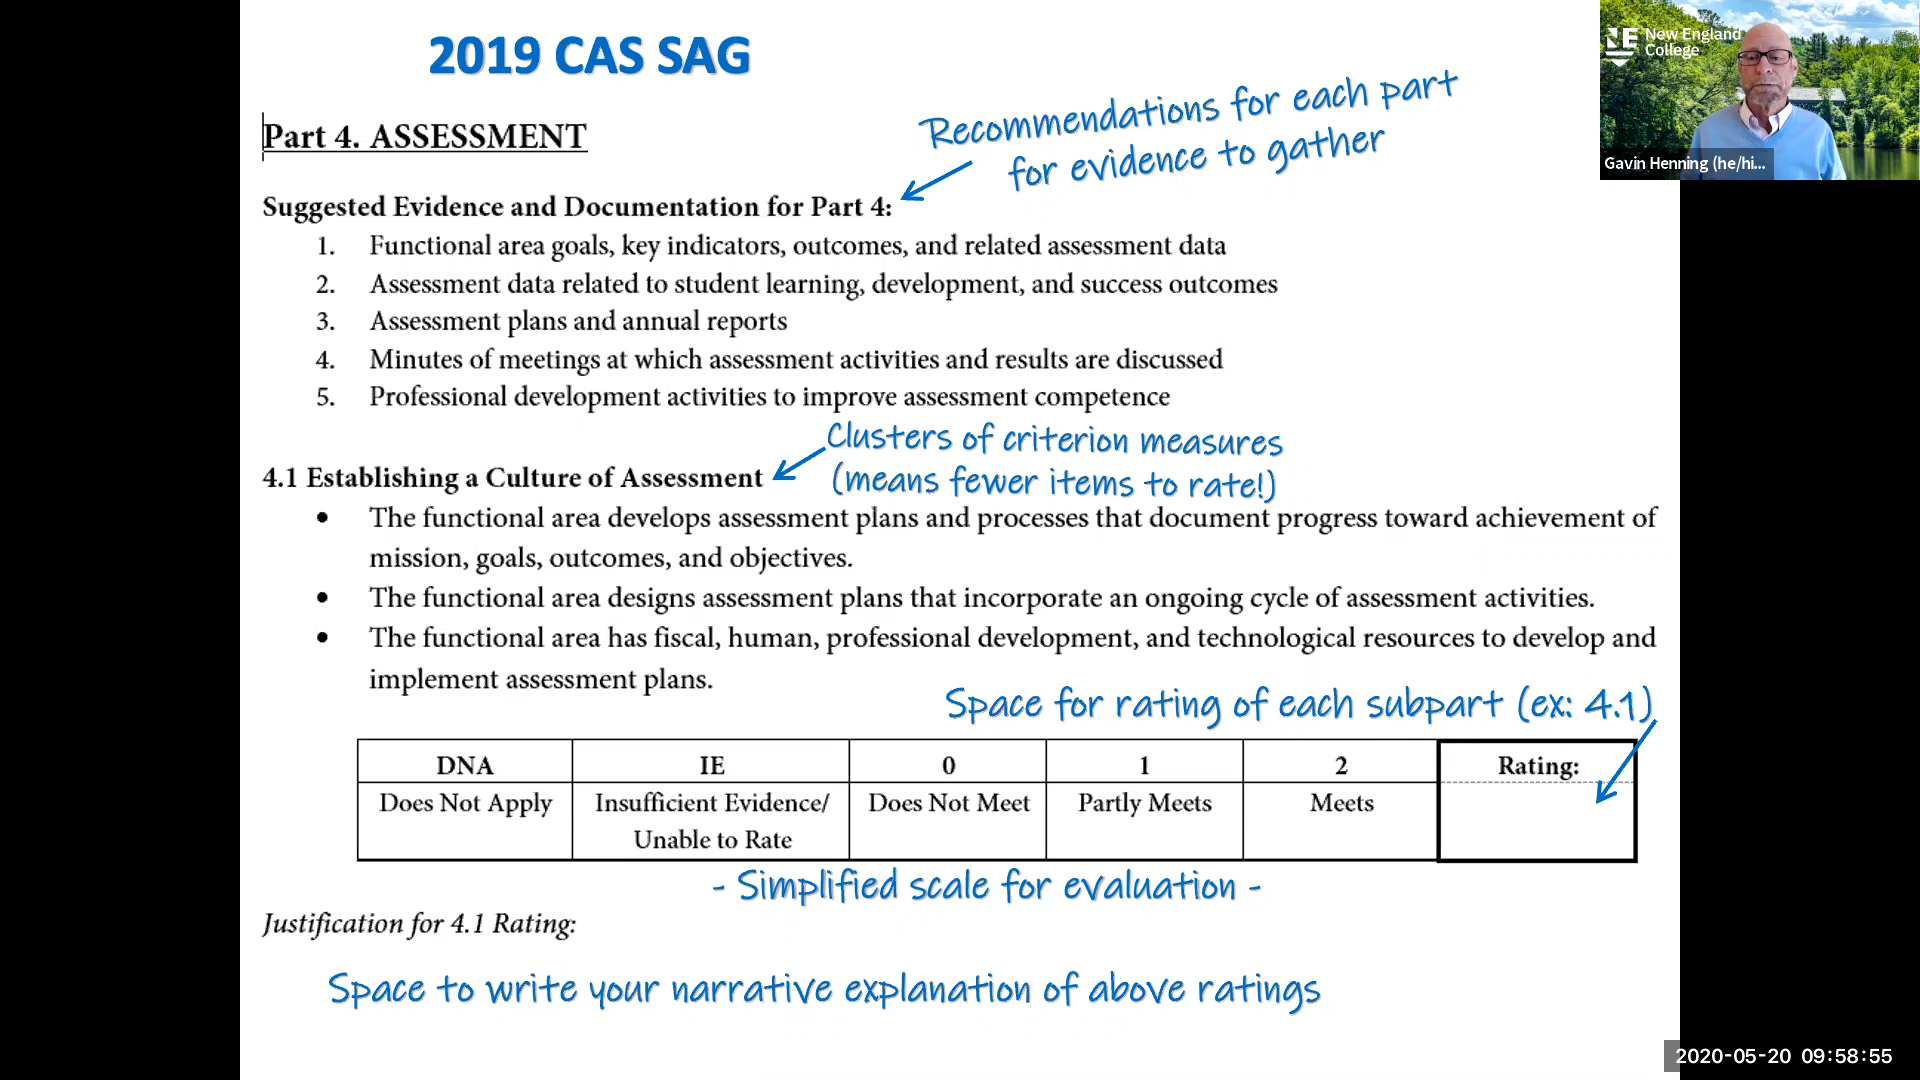 2019 CAS SAG
New England
College
Gavin Henning (he/hi...
Recommendations for each part
for evidence to gather
Part 4. ASSESSMENT
Suggested Evidence and Documentation for Part 4:
1. Functional area goals, key indicators, outcomes, and related assessment data
2. Assessment data related to student learning, development, and success outcomes
3. Assessment plans and annual reports
4. Minutes of meetings at which assessment activities and results are discussed
5. Professional development activities to improve assessment competence
Clusters of criterion measures
(means fewer items to rate!)
4.1 Establishing a Culture of Assessment
• The functional area develops assessment plans and processes that document progress toward achievement of
mission, goals, outcomes, and objectives.
• The functional area designs assessment plans that incorporate an ongoing cycle of assessment activities.
• The functional area has fiscal, human, professional development, and technological resources to develop and
implement assessment plans.
Space for rating of each subpart (ex: 4.1)
DNA IE 0 1 2 Rating:
Does Not Apply Insufficient Evidence/ Does Not Meet Partly Meets Meets
Unable to Rate
- Simplified scale for evaluation -
Justification for 4.1 Rating:
Space to write your narrative explanation of above ratings
2020-05-20 09:58:55